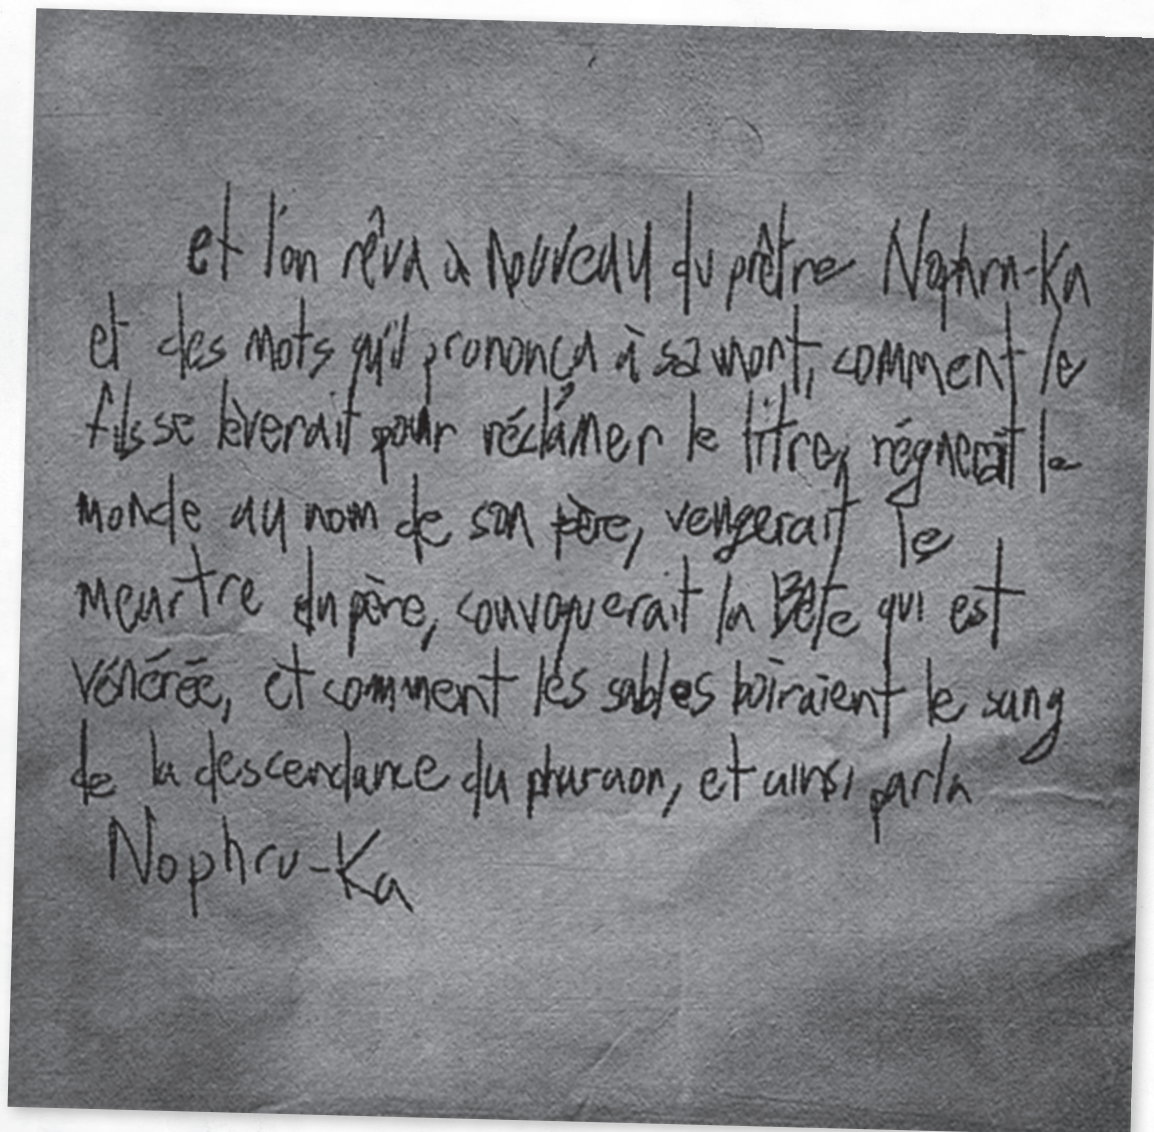 et l'on rêva à nouveau du prêtre Nophru-Ka
et des mots qu'il prononça à sa mort, comment le
fils se lèverait pour réclamer le titre, régnerait le
monde au nom de son père, vengerait le
meurtre du père, convoquerait la Bête qui est
vénérée, et comment les sables boiraient le sang
de la descendance du pharaon, et ainsi parla
Nophru-Ka